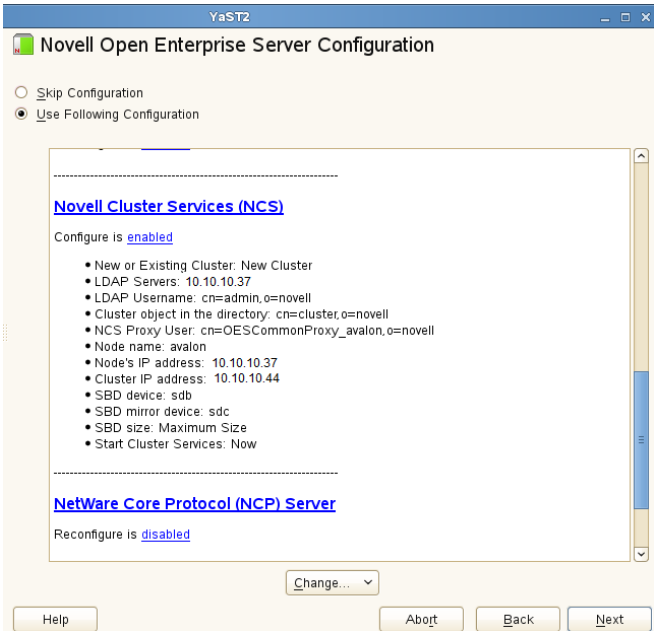 YaST2
Novell Open Enterprise Server Configuration
Skip Configuration
Use Following Configuration
--------------------------------------------------------------------
Novell Cluster Services (NCS)
Configure is enabled
• New or Existing Cluster: New Cluster
• LDAP Servers: 10.10.10.37
• LDAP Username: cn=admin,o=novell
• Cluster object in the directory: cn=cluster,o=novell
• NCS Proxy User: cn=OESCommonProxy_avalon,o=novell
• Node name: avalon
• Node's IP address: 10.10.10.37
• Cluster IP address: 10.10.10.44
• SBD device: sdb
• SBD mirror device: sdc
• SBD size: Maximum Size
• Start Cluster Services: Now
--------------------------------------------------------------------
NetWare Core Protocol (NCP) Server
Reconfigure is disabled
Change...
Help
Abort
Back
Next